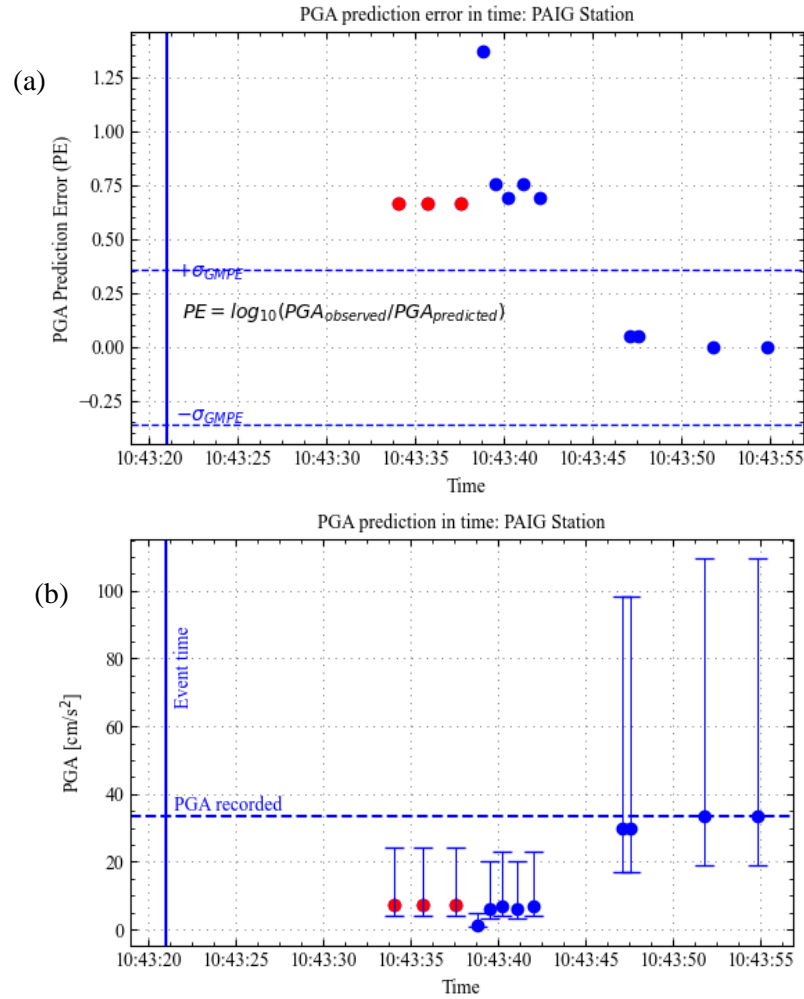 PGA prediction error in time: PAIG Station
(a)
PGA Prediction Error (PE)
1.25
1.00
0.75
0.50
0.25
0.00
−0.25
+σGMPE
PE = log10(PGAobserved/PGApredicted)
−σGMPE
10:43:20 10:43:25 10:43:30 10:43:35 10:43:40 10:43:45 10:43:50 10:43:55
Time
PGA prediction in time: PAIG Station
(b)
PGA [cm/s²]
100
80
60
40
20
0
Event time
PGA recorded
10:43:20 10:43:25 10:43:30 10:43:35 10:43:40 10:43:45 10:43:50 10:43:55
Time